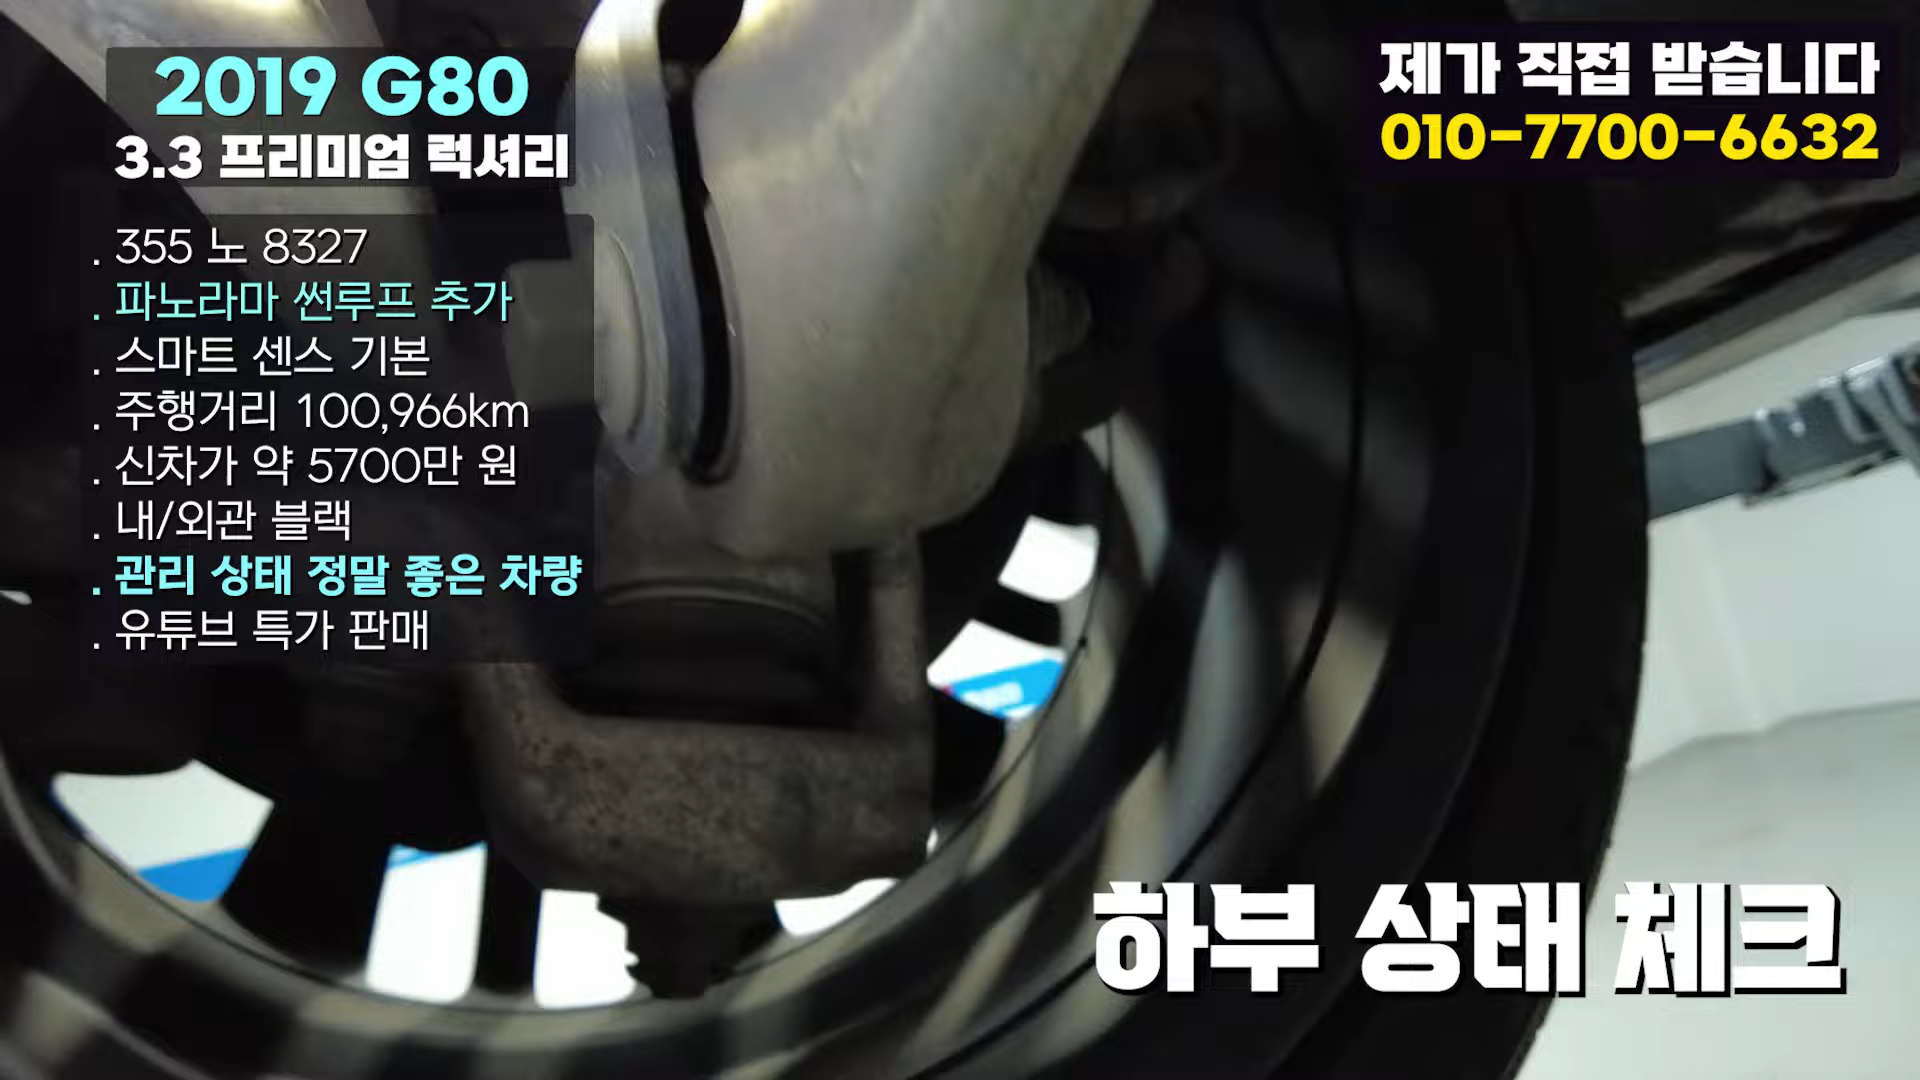 2019 G80
3.3 프리미엄 럭셔리
. 355 노 8327
. 파노라마 썬루프 추가
. 스마트 센스 기본
. 주행거리 100,966km
. 신차가 약 5700만 원
. 내/외관 블랙
. 관리 상태 정말 좋은 차량
. 유튜브 특가 판매
제가 직접 받습니다
010-7700-6632
하부 상태 체크